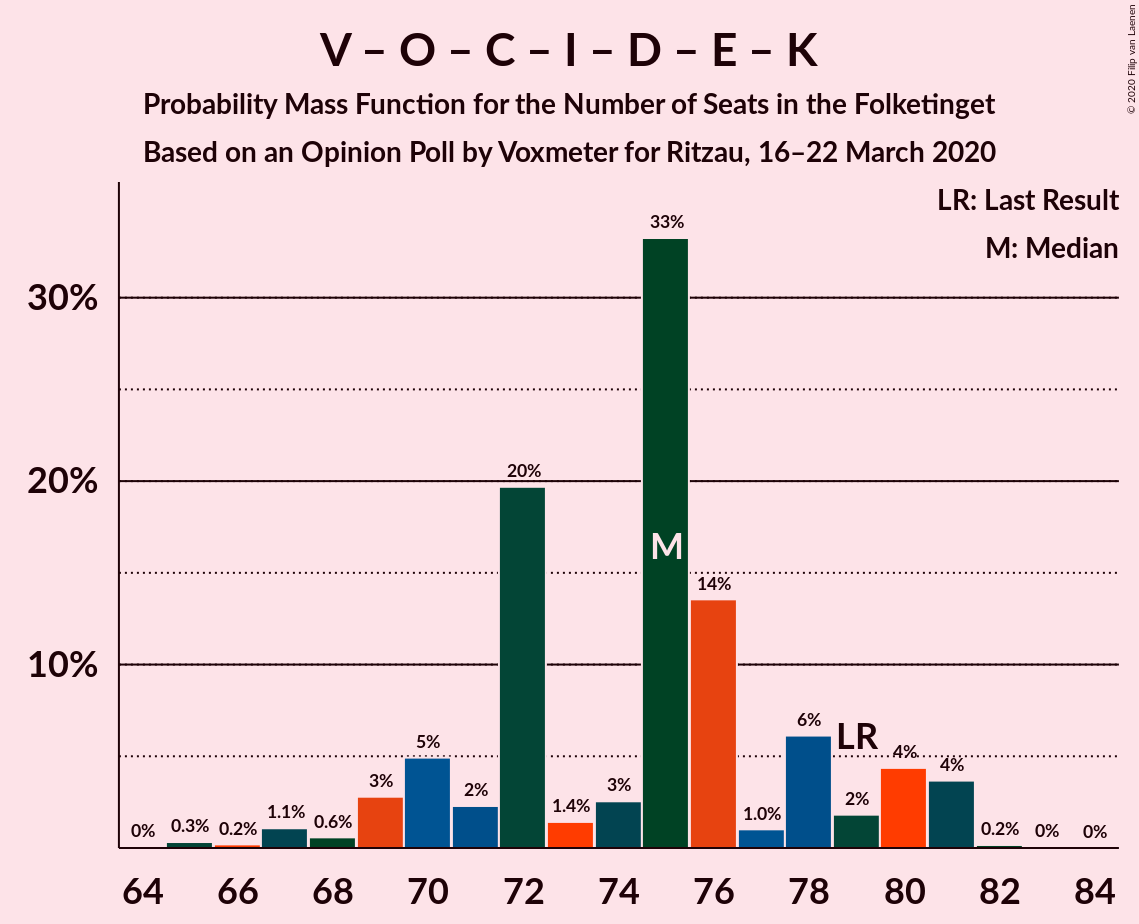 V – O – C – I – D – E – K
Probability Mass Function for the Number of Seats in the Folketinget
Based on an Opinion Poll by Voxmeter for Ritzau, 16–22 March 2020
© 2020 Filip van Laenen
LR: Last Result
M: Median
30%
20%
10%
0%
0.3%
0.2%
1.1%
0.6%
3%
5%
2%
20%
1.4%
3%
33%
M
14%
1.0%
6%
LR
2%
4%
4%
0.2%
0%
0%
64 66 68 70 72 74 76 78 80 82 84